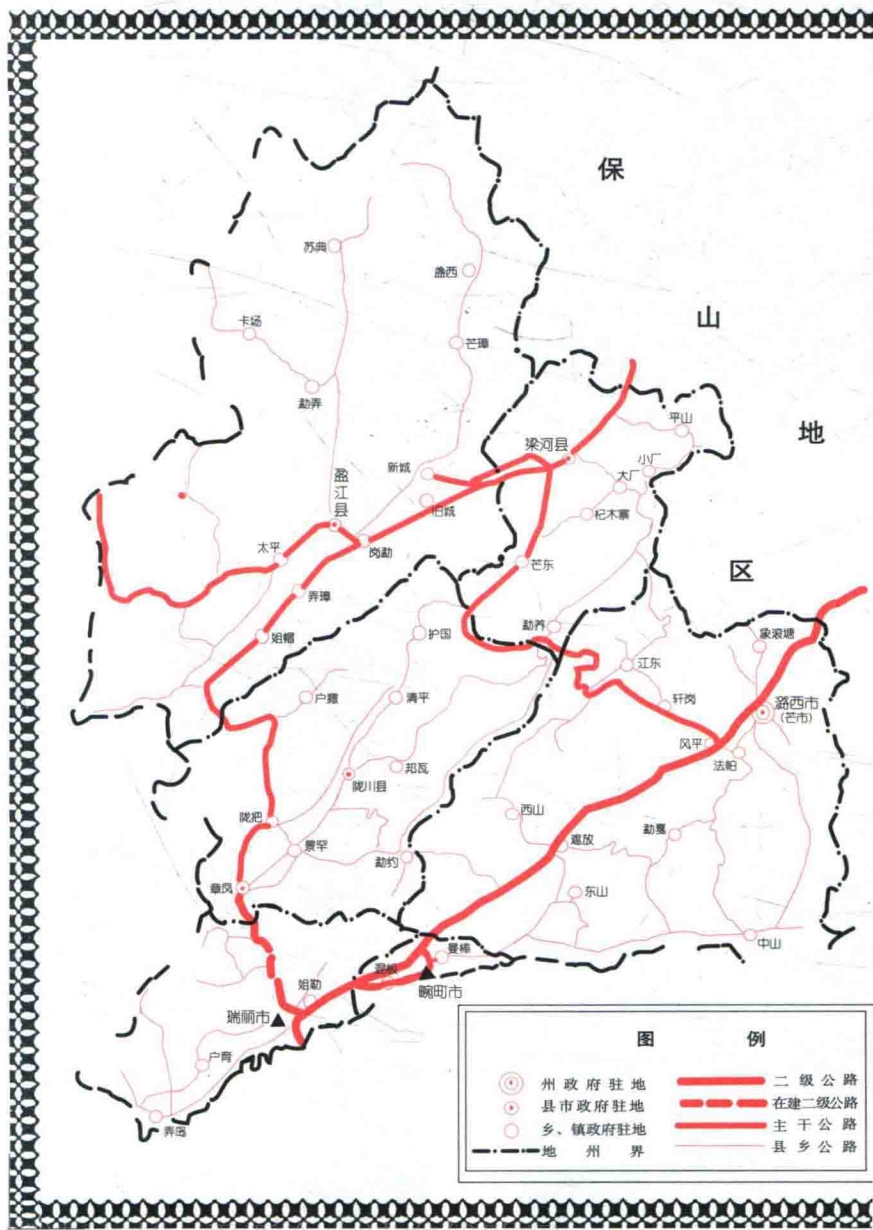 保
山
地
区
苏典
盏西
卡场
芒璋
勐弄
平山
梁河县
小厂
新城
大厂
盈江县
旧城
杞木寨
岗勐
太平
芒东
弄璋
勐养
护国
姐帽
象滚塘
江东
户撒
清平
轩岗
潞西市
(芒市)
风平
法帕
邦瓦
陇川县
陇把
西山
勐戛
景罕
遮放
勐约
章凤
东山
中山
曼棒
混板
姐勒
畹町市
瑞丽市
户育
弄岛
图 例
州政府驻地
二级公路
县市政府驻地
在建二级公路
乡、镇政府驻地
主干公路
地州界
县乡公路